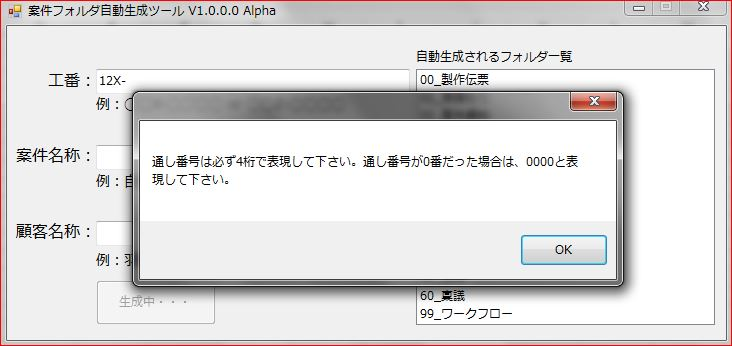 案件フォルダ自動生成ツール V1.0.0.0 Alpha
自動生成されるフォルダ一覧
工番：
12X-
00_製作伝票
例：
通し番号は必ず4桁で表現して下さい。通し番号が0番だった場合は、0000と表
現して下さい。
案件名称：
例：
顧客名称：
例：
OK
生成中・・・
60_稟議
99_ワークフロー